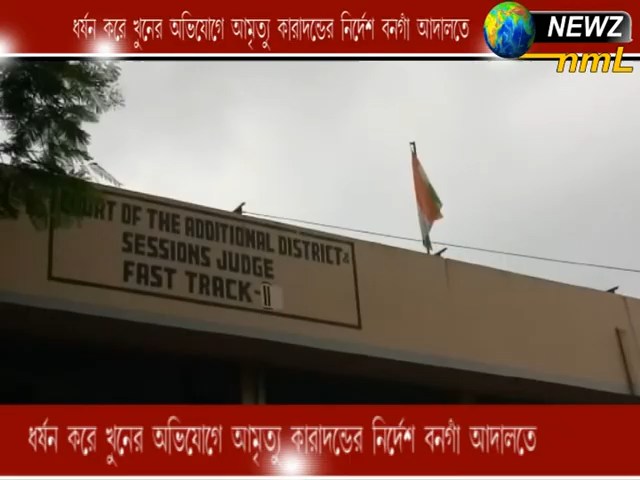 ধর্ষন করে খুনের অভিযোগে আমৃত্যু কারাদন্ডের নির্দেশ বনগাঁ আদালতে
NEWZ
nmL
COURT OF THE ADDITIONAL DISTRICT &
SESSIONS JUDGE
FAST TRACK-II
ধর্ষন করে খুনের অভিযোগে আমৃত্যু কারাদন্ডের নির্দেশ বনগাঁ আদালতে